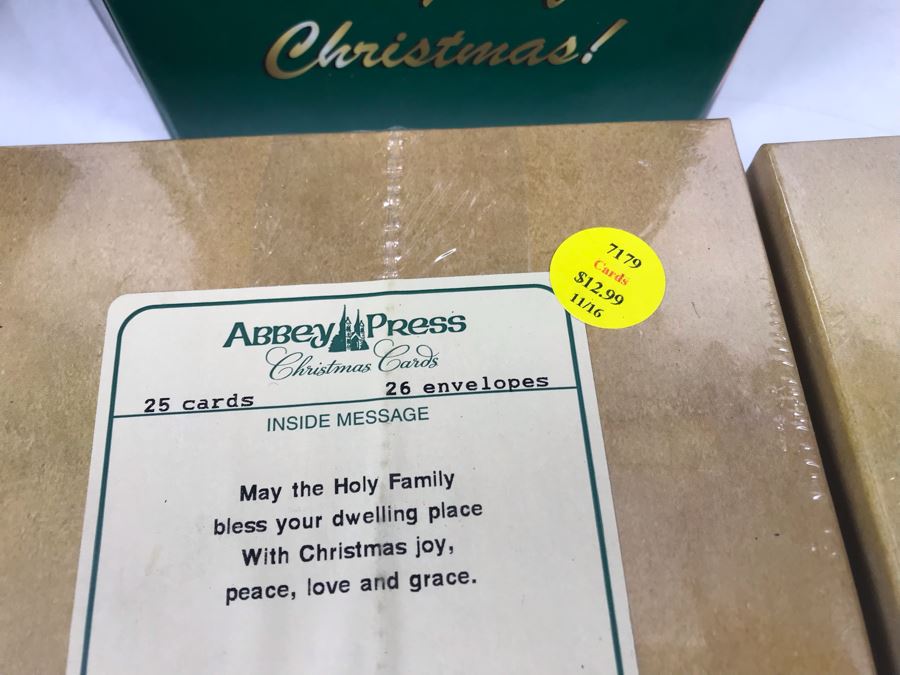 Christmas!
7179
Cards
$12.99
11/16
ABBEY PRESS
Christmas Cards
25 cards 26 envelopes
INSIDE MESSAGE
May the Holy Family
bless your dwelling place
With Christmas joy,
peace, love and grace.